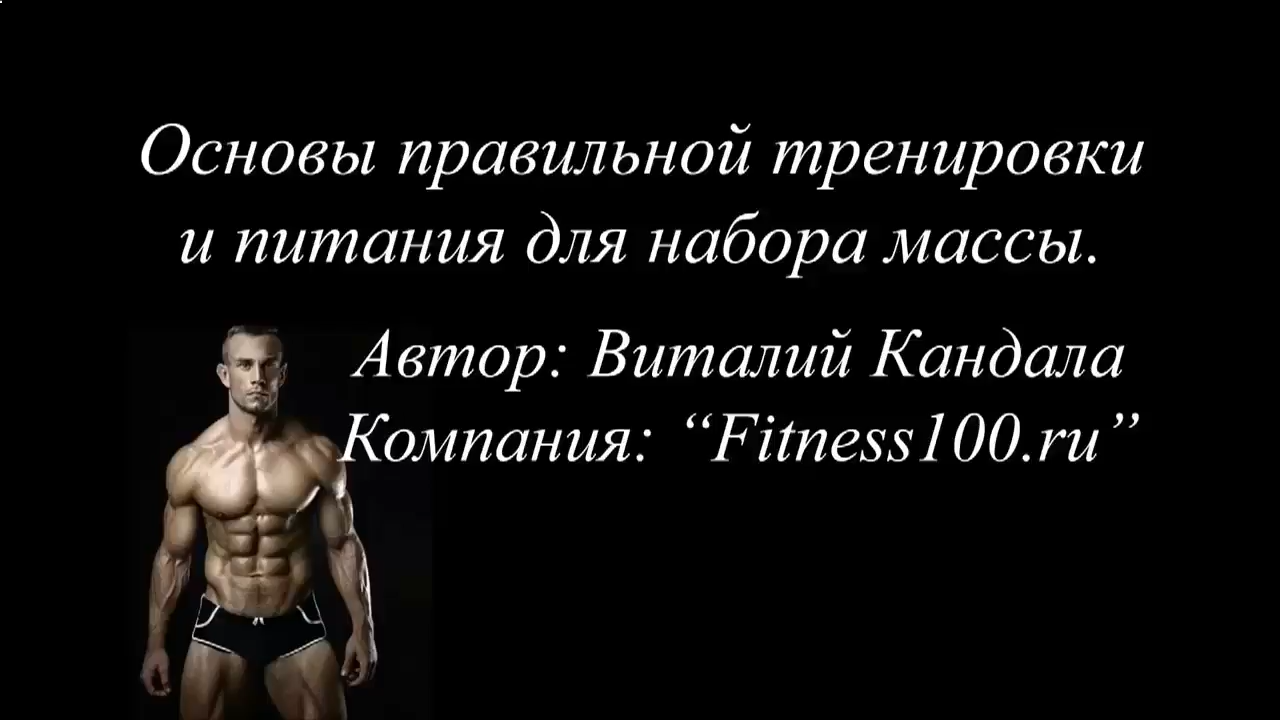 Основы правильной тренировки
и питания для набора массы.
Автор: Виталий Кандала
Компания: “Fitness100.ru”